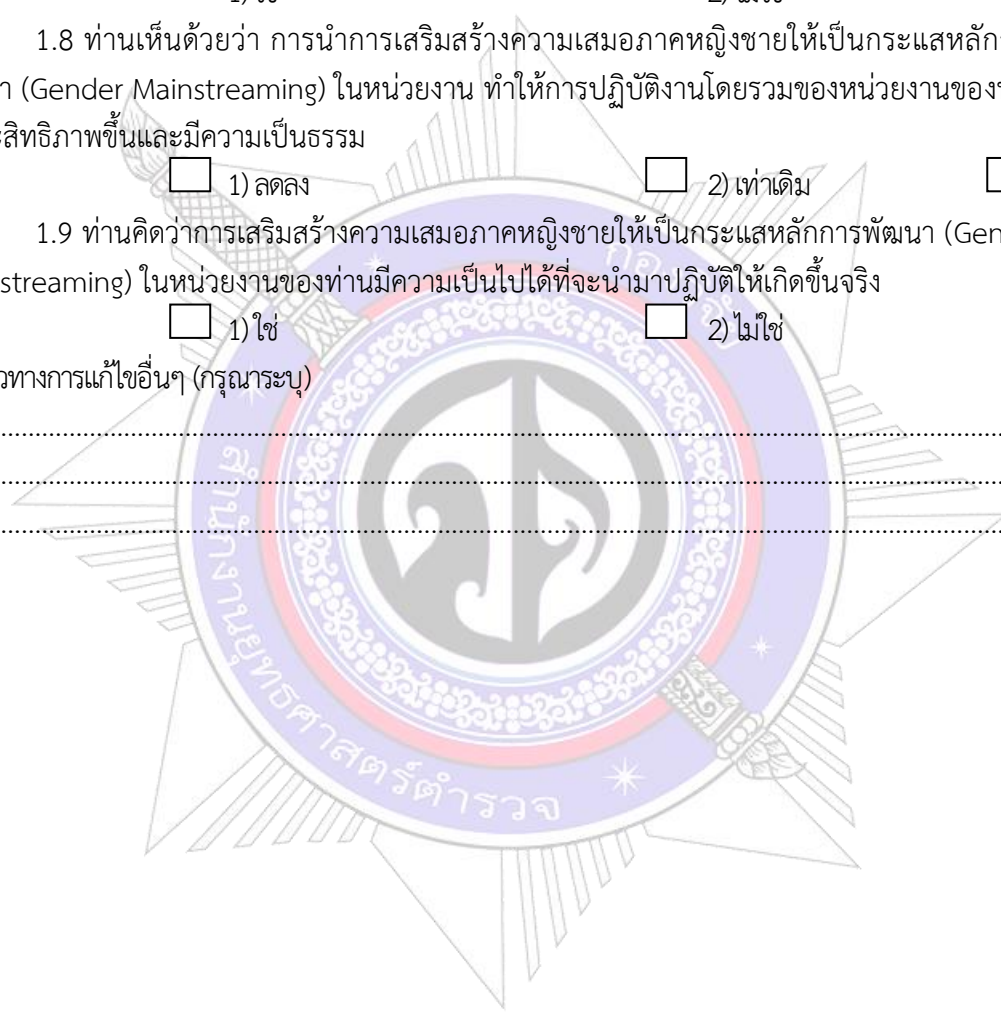 1.8 ท่านเห็นด้วยว่า การนำการเสริมสร้างความเสมอภาคหญิงชายให้เป็นกระแสหลัก
(Gender Mainstreaming) ในหน่วยงาน ทำให้การปฏิบัติงานโดยรวมของหน่วยงานของ
สิทธิภาพขึ้นและมีความเป็นธรรม
1) ลดลง 2) เท่าเดิม
1.9 ท่านคิดว่าการเสริมสร้างความเสมอภาคหญิงชายให้เป็นกระแสหลักการพัฒนา (Gen
streaming) ในหน่วยงานของท่านมีความเป็นไปได้ที่จะนำมาปฏิบัติให้เกิดขึ้นจริง
1) ใช่ 2) ไม่ใช่
วทางการแก้ไขอื่นๆ (กรุณาระบุ)
สำนักงานยุทธศาสตร์ตำรวจ